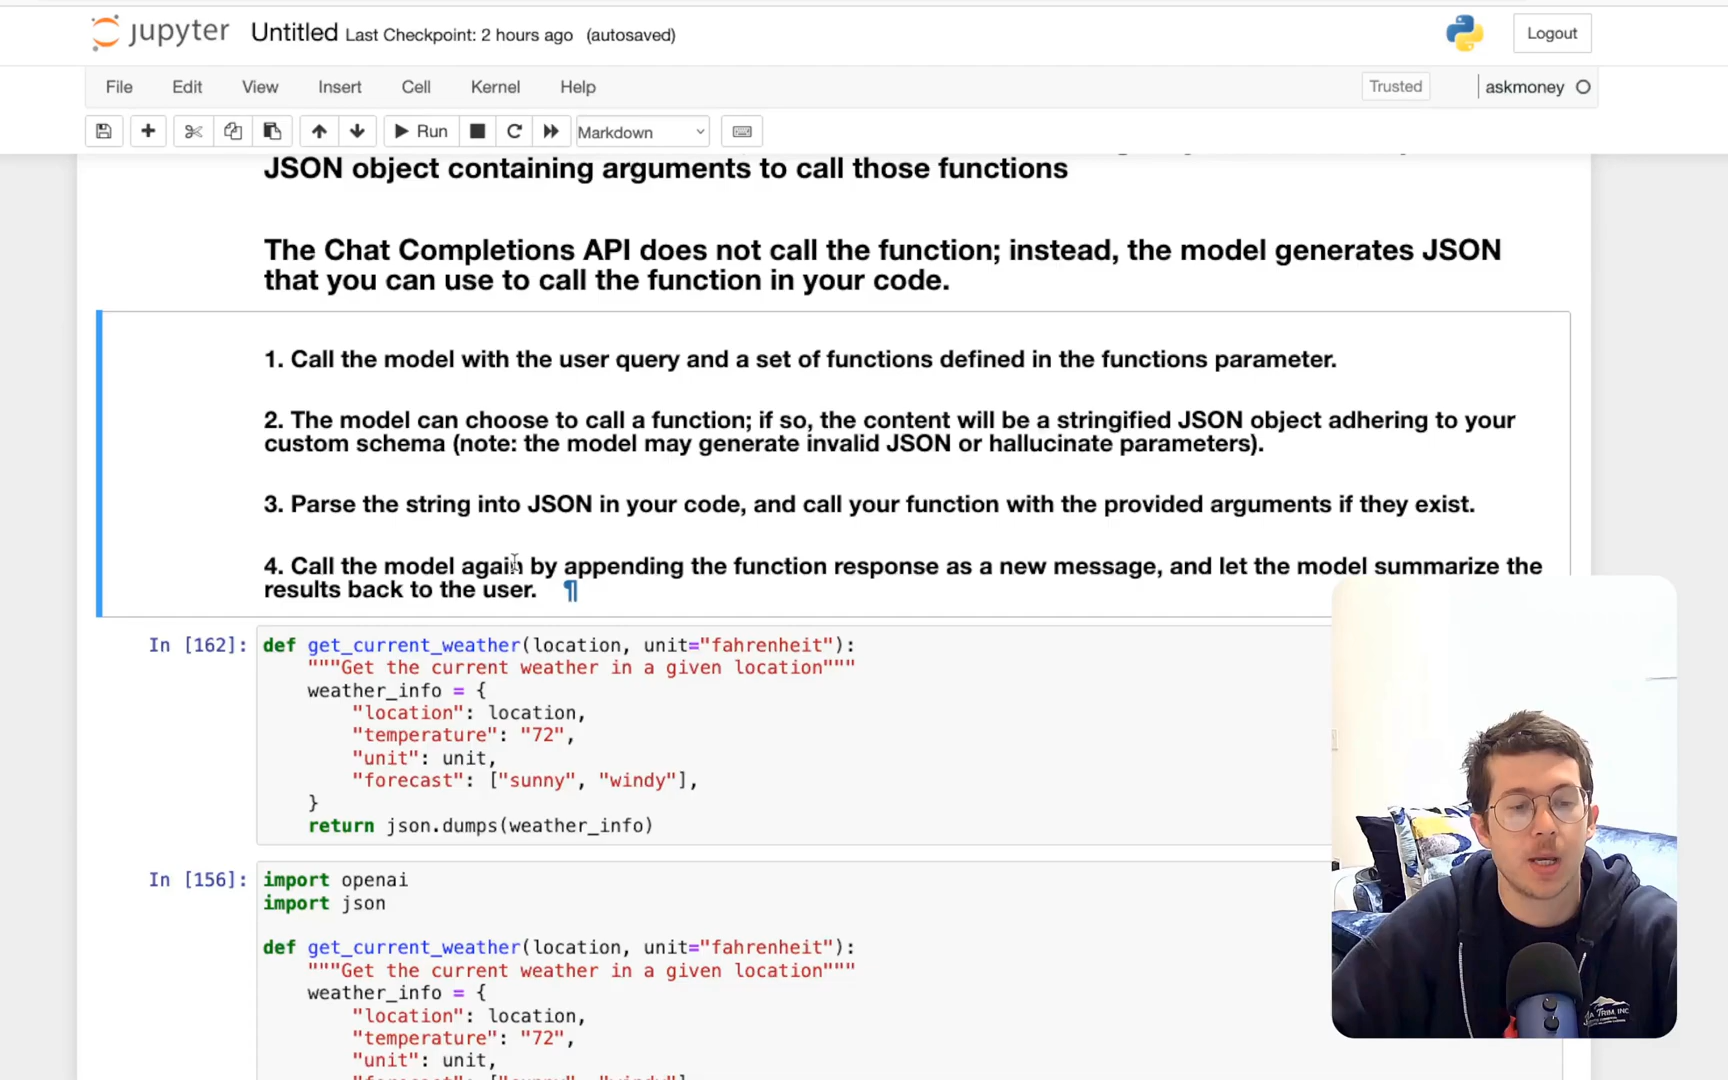 jupyter Untitled Last Checkpoint: 2 hours ago (autosaved) Logout
File Edit View Insert Cell Kernel Help Trusted askmoney
Run Markdown
JSON object containing arguments to call those functions
The Chat Completions API does not call the function; instead, the model generates JSON
that you can use to call the function in your code.
1. Call the model with the user query and a set of functions defined in the functions parameter.
2. The model can choose to call a function; if so, the content will be a stringified JSON object adhering to your
custom schema (note: the model may generate invalid JSON or hallucinate parameters).
3. Parse the string into JSON in your code, and call your function with the provided arguments if they exist.
4. Call the model again by appending the function response as a new message, and let the model summarize the
results back to the user. ¶
In [162]: def get_current_weather(location, unit="fahrenheit"):
"""Get the current weather in a given location"""
weather_info = {
"location": location,
"temperature": "72",
"unit": unit,
"forecast": ["sunny", "windy"],
}
return json.dumps(weather_info)
In [156]: import openai
import json
def get_current_weather(location, unit="fahrenheit"):
"""Get the current weather in a given location"""
weather_info = {
"location": location,
"temperature": "72",
"unit": unit,